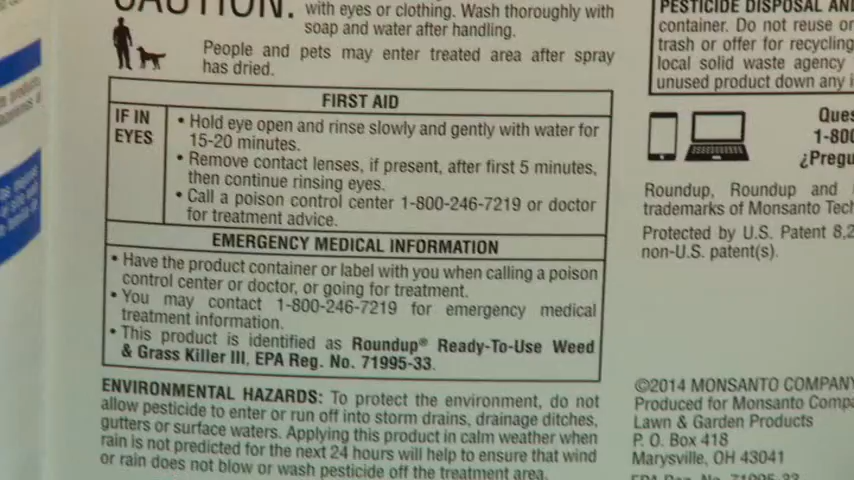 CAUTION:
with eyes or clothing. Wash thoroughly with
soap and water after handling.
People and pets may enter treated area after spray
has dried.
FIRST AID
IF IN
EYES
• Hold eye open and rinse slowly and gently with water for
15-20 minutes.
• Remove contact lenses, if present, after first 5 minutes,
then continue rinsing eyes.
• Call a poison control center 1-800-246-7219 or doctor
for treatment advice.
EMERGENCY MEDICAL INFORMATION
• Have the product container or label with you when calling a poison
control center or doctor, or going for treatment.
• You may contact 1-800-246-7219 for emergency medical
treatment information.
• This product is identified as Roundup® Ready-To-Use Weed
& Grass Killer III, EPA Reg. No. 71995-33.
ENVIRONMENTAL HAZARDS: To protect the environment, do not
allow pesticide to enter or run off into storm drains, drainage ditches,
gutters or surface waters. Applying this product in calm weather when
rain is not predicted for the next 24 hours will help to ensure that wind
or rain does not blow or wash pesticide off the treatment area.
PESTICIDE DISPOSAL AND
container. Do not reuse or
trash or offer for recycling
local solid waste agency
unused product down any
Ques
1-800
¿Pregu
Roundup, Roundup and
trademarks of Monsanto Tech
Protected by U.S. Patent 8,2
non-U.S. patent(s).
©2014 MONSANTO COMPANY
Produced for Monsanto Compa
Lawn & Garden Products
P. O. Box 418
Marysville, OH 43041
EPA Reg. No. 71995-33